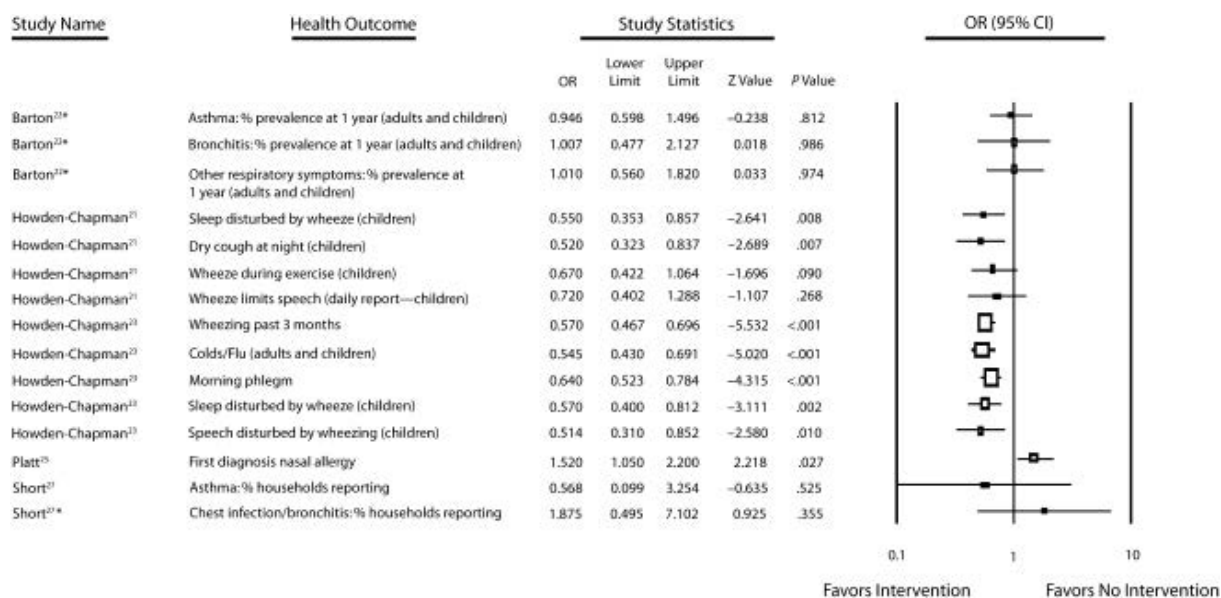 Study Name Health Outcome Study Statistics OR (95% CI)
OR Lower Limit Upper Limit Z Value P Value
Barton²²* Asthma: % prevalence at 1 year (adults and children) 0.946 0.598 1.496 −0.238 .812
Barton²²* Bronchitis: % prevalence at 1 year (adults and children) 1.007 0.477 2.127 0.018 .986
Barton²²* Other respiratory symptoms: % prevalence at 1.010 0.560 1.820 0.033 .974
1 year (adults and children)
Howden-Chapman²¹ Sleep disturbed by wheeze (children) 0.550 0.353 0.857 −2.641 .008
Howden-Chapman²¹ Dry cough at night (children) 0.520 0.323 0.837 −2.689 .007
Howden-Chapman²¹ Wheeze during exercise (children) 0.670 0.422 1.064 −1.696 .090
Howden-Chapman²¹ Wheeze limits speech (daily report—children) 0.720 0.402 1.288 −1.107 .268
Howden-Chapman²³ Wheezing past 3 months 0.570 0.467 0.696 −5.532 <.001
Howden-Chapman²³ Colds/Flu (adults and children) 0.545 0.430 0.691 −5.020 <.001
Howden-Chapman²³ Morning phlegm 0.640 0.523 0.784 −4.315 <.001
Howden-Chapman²³ Sleep disturbed by wheeze (children) 0.570 0.400 0.812 −3.111 .002
Howden-Chapman²³ Speech disturbed by wheezing (children) 0.514 0.310 0.852 −2.580 .010
Platt²⁵ First diagnosis nasal allergy 1.520 1.050 2.200 2.218 .027
Short²⁷ Asthma: % households reporting 0.568 0.099 3.254 −0.635 .525
Short²⁷* Chest infection/bronchitis: % households reporting 1.875 0.495 7.102 0.925 .355
0.1 1 10
Favors Intervention Favors No Intervention